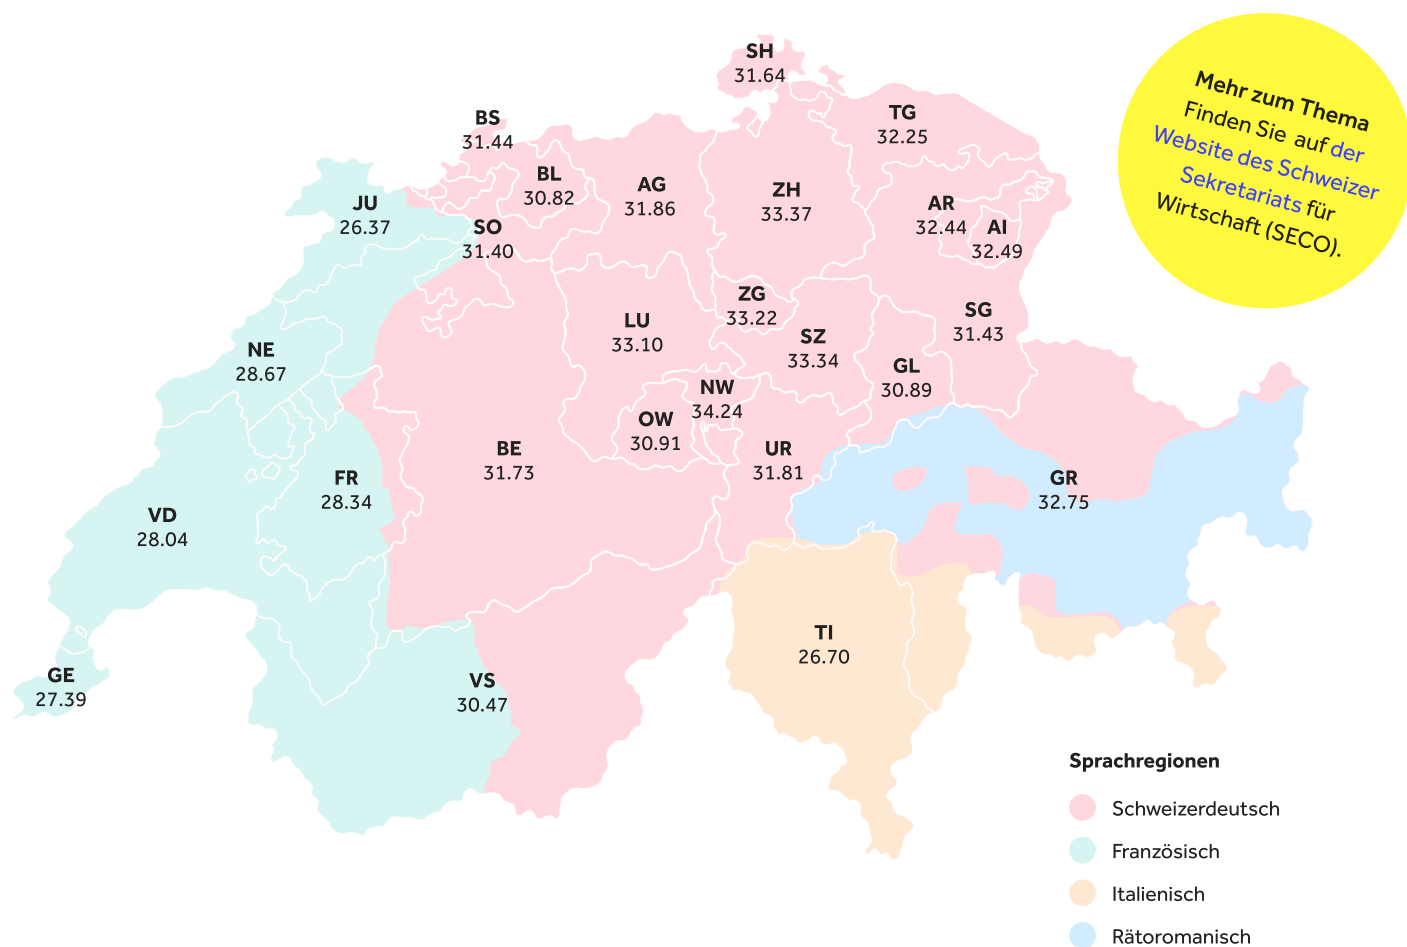 SH
31.64
Mehr zum Thema
Finden Sie auf der
Website des Schweizer
Sekretariats für
Wirtschaft (SECO).
BS
31.44
TG
32.25
BL
30.82
AG
31.86
ZH
33.37
JU
26.37
AR
32.44
SO
31.40
AI
32.49
ZG
33.22
SG
31.43
LU
33.10
SZ
33.34
NE
28.67
GL
30.89
NW
34.24
OW
30.91
BE
31.73
UR
31.81
FR
28.34
GR
32.75
VD
28.04
TI
26.70
GE
27.39
VS
30.47
Sprachregionen
Schweizerdeutsch
Französisch
Italienisch
Rätoromanisch